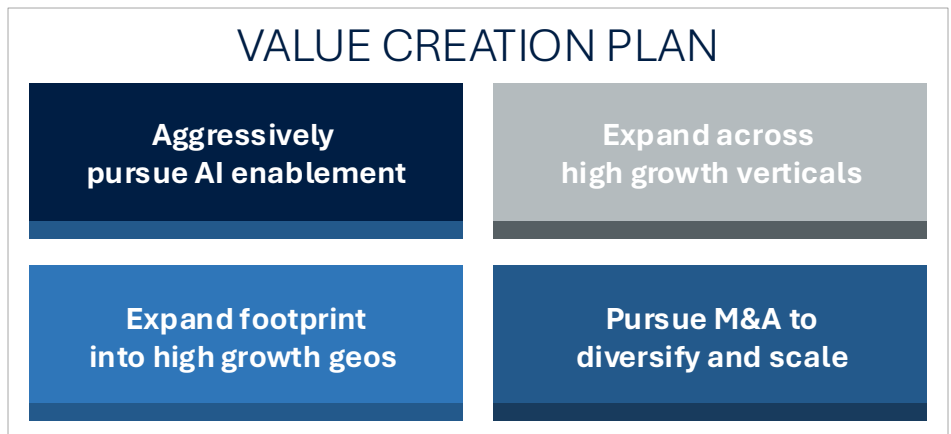 VALUE CREATION PLAN
Aggressively
pursue AI enablement
Expand across
high growth verticals
Expand footprint
into high growth geos
Pursue M&A to
diversify and scale